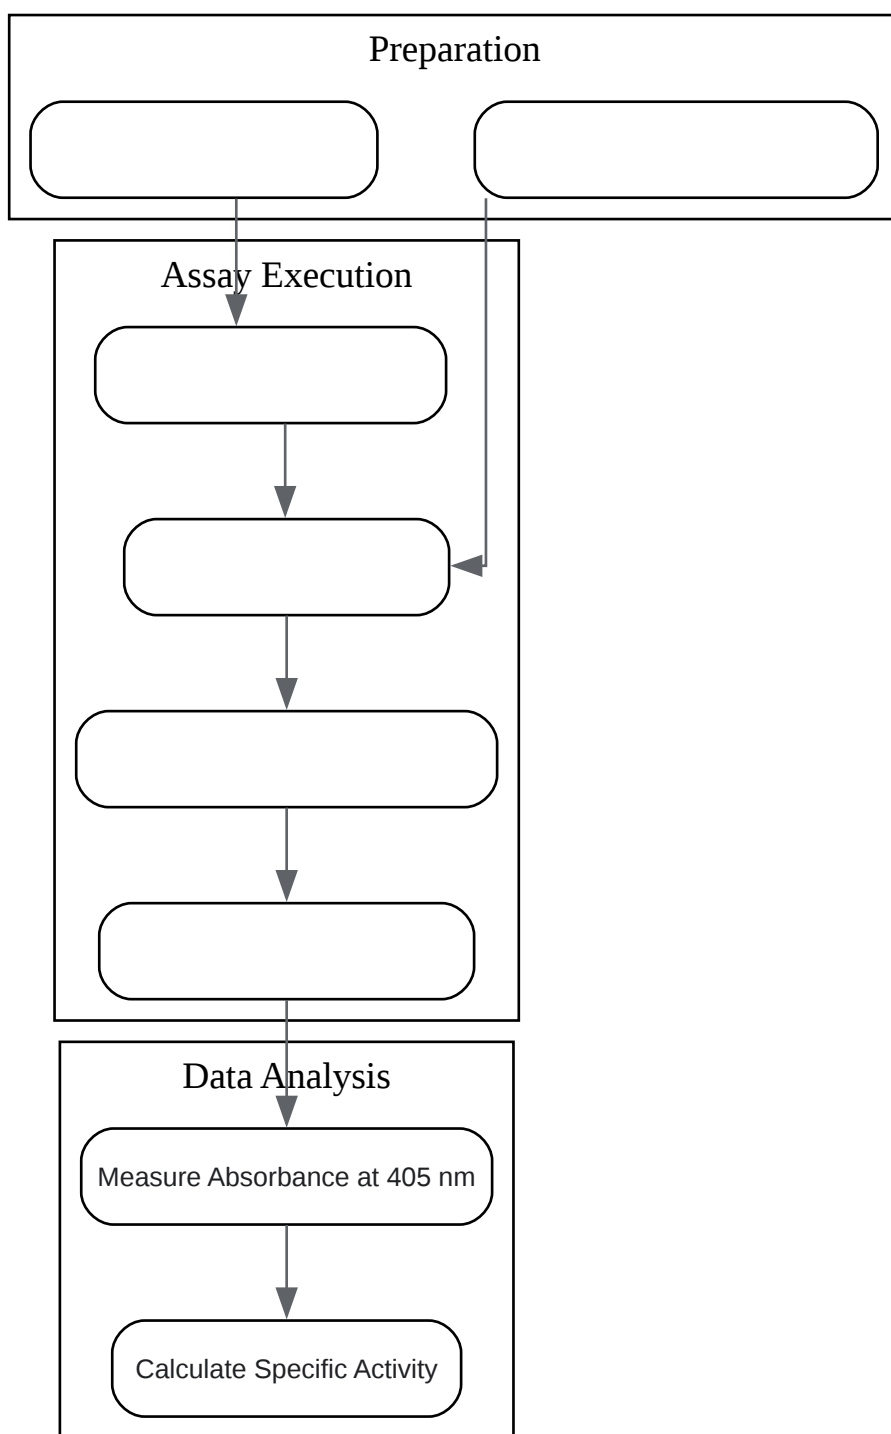 Preparation
Assay Execution
Data Analysis
Measure Absorbance at 405 nm
Calculate Specific Activity